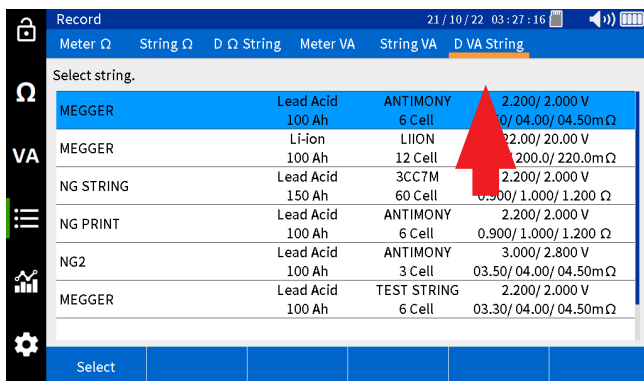 Record 21/10/22 03:27:16
Meter Ω String Ω D Ω String Meter VA String VA D VA String
Select string.
Ω
VA
MEGGER Lead Acid ANTIMONY 2.200/ 2.000 V
100 Ah 6 Cell 04.00/ 04.50mΩ
MEGGER Li-ion LIION 22.00/ 20.00 V
100 Ah 12 Cell 200.0/ 220.0mΩ
NG STRING Lead Acid 3CC7M 2.200/ 2.000 V
150 Ah 60 Cell 0.900/ 1.000/ 1.200 Ω
NG PRINT Lead Acid ANTIMONY 2.200/ 2.000 V
100 Ah 6 Cell 0.900/ 1.000/ 1.200 Ω
NG2 Lead Acid ANTIMONY 3.000/ 2.800 V
100 Ah 3 Cell 03.50/ 04.00/ 04.50mΩ
MEGGER Lead Acid TEST STRING 2.200/ 2.000 V
100 Ah 6 Cell 03.30/ 04.00/ 04.50mΩ
Select